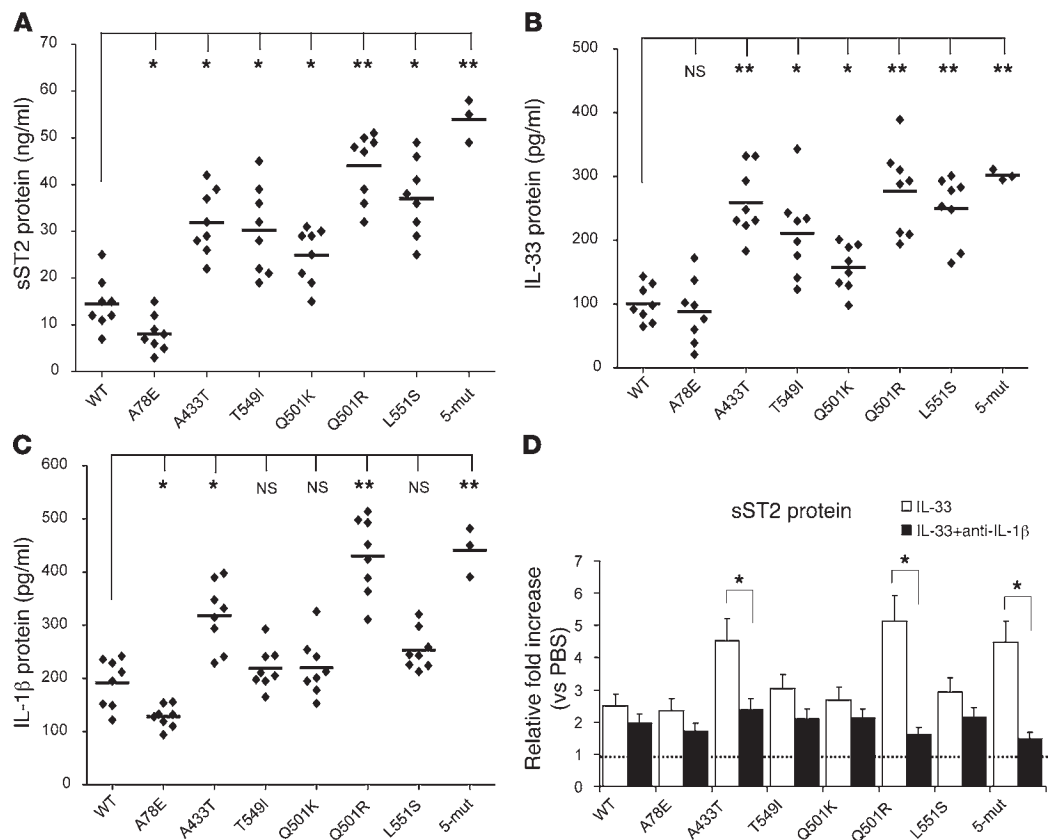 A
sST2 protein (ng/ml)
70
60
50
40
30
20
10
0
* * * * ** * **
WT A78E A433T T549I Q501K Q501R L551S 5-mut
B
IL-33 protein (pg/ml)
500
400
300
200
100
0
NS ** * * ** ** **
WT A78E A433T T549I Q501K Q501R L551S 5-mut
C
IL-1β protein (pg/ml)
600
500
400
300
200
100
0
* * NS NS ** NS **
WT A78E A433T T549I Q501K Q501R L551S 5-mut
D
sST2 protein
IL-33
IL-33+anti-IL-1β
Relative fold increase
(vs PBS)
7
6
5
4
3
2
1
0
* * *
WT A78E A433T T549I Q501K Q501R L551S 5-mut